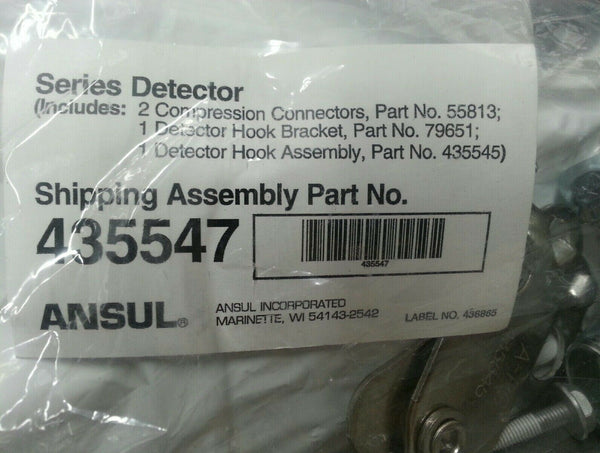 Series Detector
(Includes: 2 Compression Connectors, Part No. 55813;
1 Detector Hook Bracket, Part No. 79651;
1 Detector Hook Assembly, Part No. 435545)
Shipping Assembly Part No.
435547
435547
ANSUL®
ANSUL INCORPORATED
MARINETTE, WI 54143-2542
LABEL NO. 436865